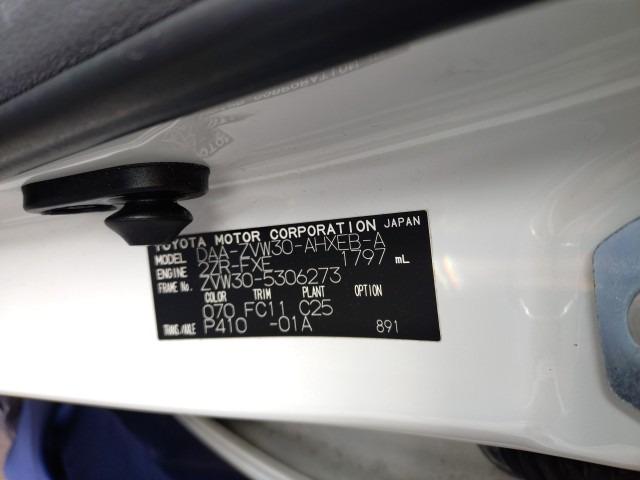 TOYOTA MOTOR CORPORATION JAPAN
MODEL DAA-ZVW30-AHXEB-A
ENGINE 2ZR-FXE 1797 mL
FRAME No. ZVW30-5306273
COLOR TRIM PLANT OPTION
070 FC11 C25
TRANS/AXLE P410 -01A 891